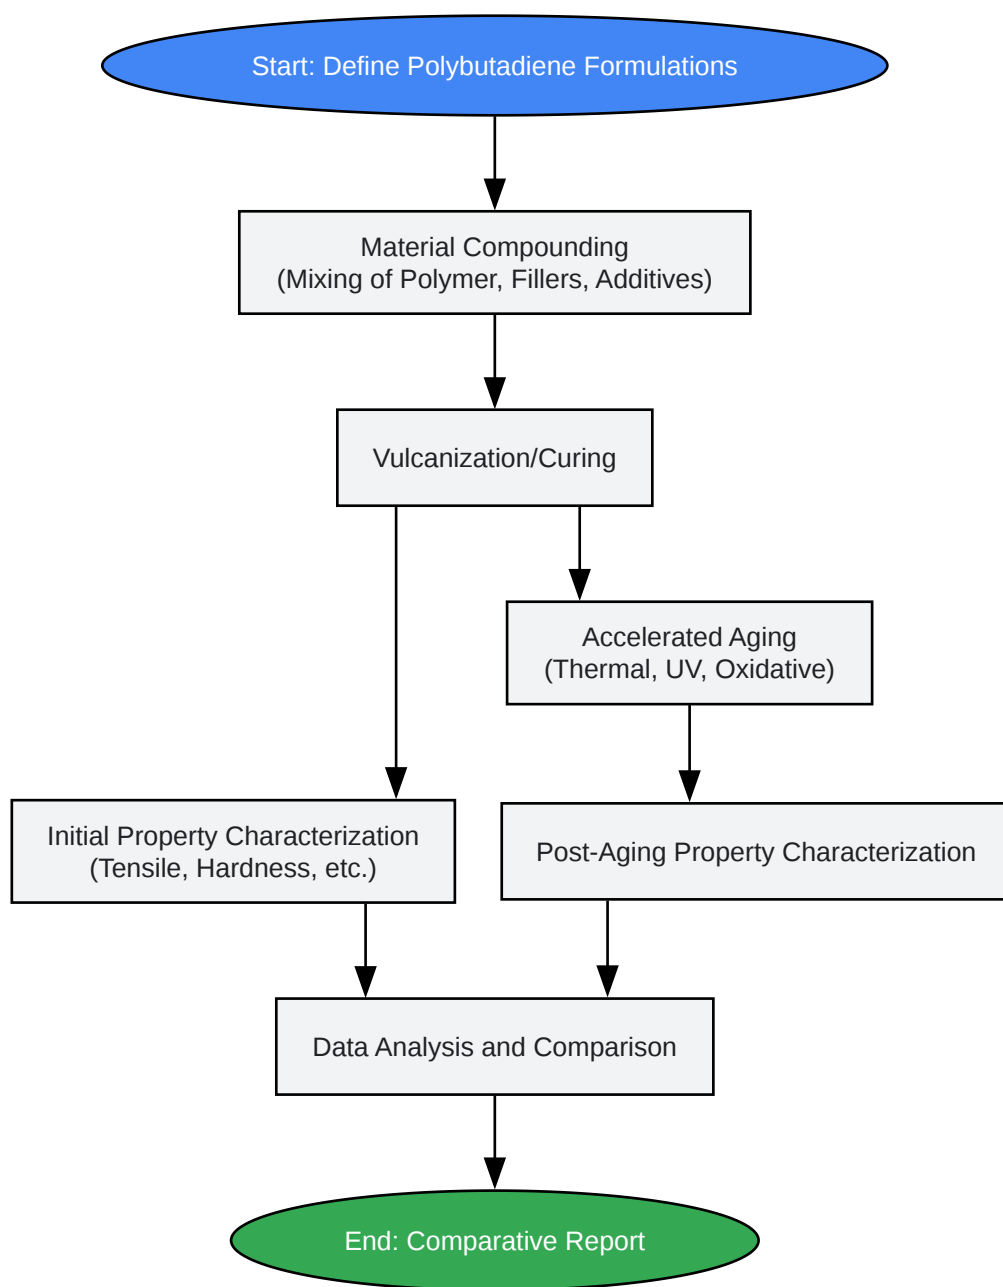 Start: Define Polybutadiene Formulations
Material Compounding
(Mixing of Polymer, Fillers, Additives)
Vulcanization/Curing
Accelerated Aging
(Thermal, UV, Oxidative)
Initial Property Characterization
(Tensile, Hardness, etc.)
Post-Aging Property Characterization
Data Analysis and Comparison
End: Comparative Report